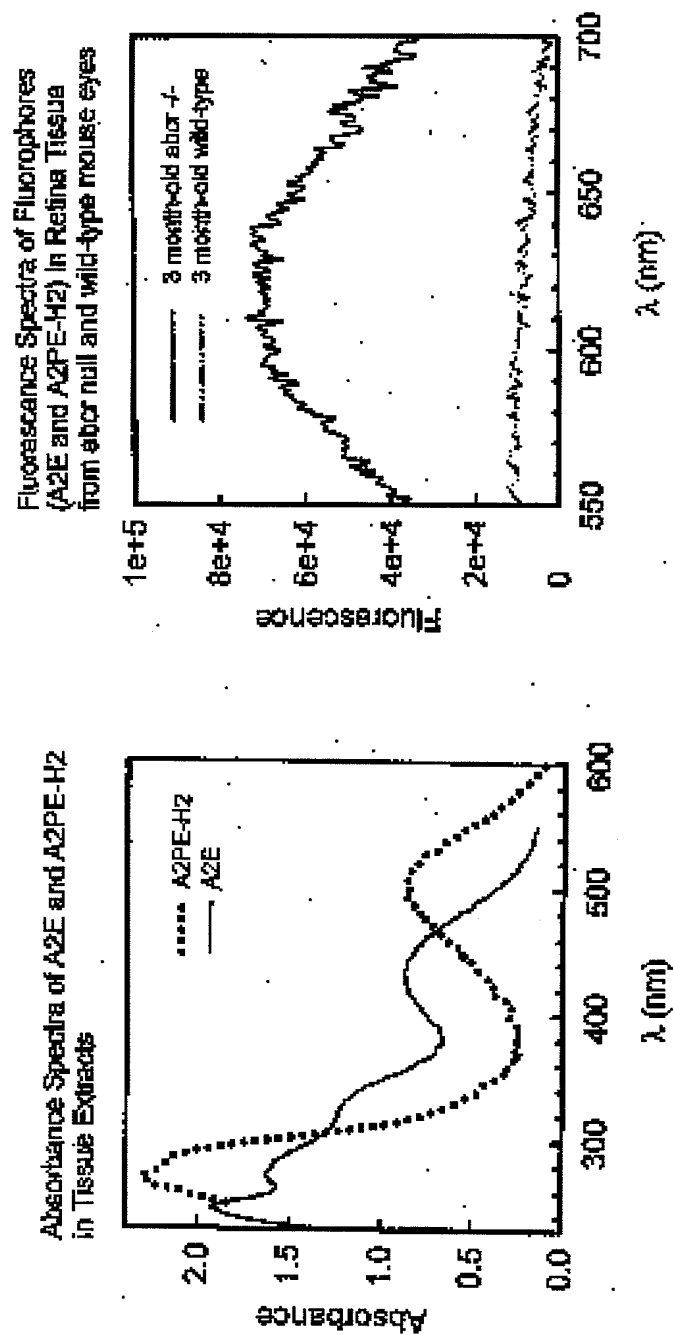 Absorbance Spectra of A2E and A2PE-H2
in Tissue Extracts
A2PE-H2
A2E
Absorbance
2.0
1.5
1.0
0.5
0.0
300
400
500
600
λ (nm)
Fluorascance Spectra of Fluorophores
(A2E and A2PE-H2) In Retina Tissue
from abcr null and wild-type mouse eyes
3 month-old abcr -/-
3 month-old wild-type
Fluorescence
1e+5
8e+4
6e+4
4e+4
2e+4
0
550
600
650
700
λ (nm)